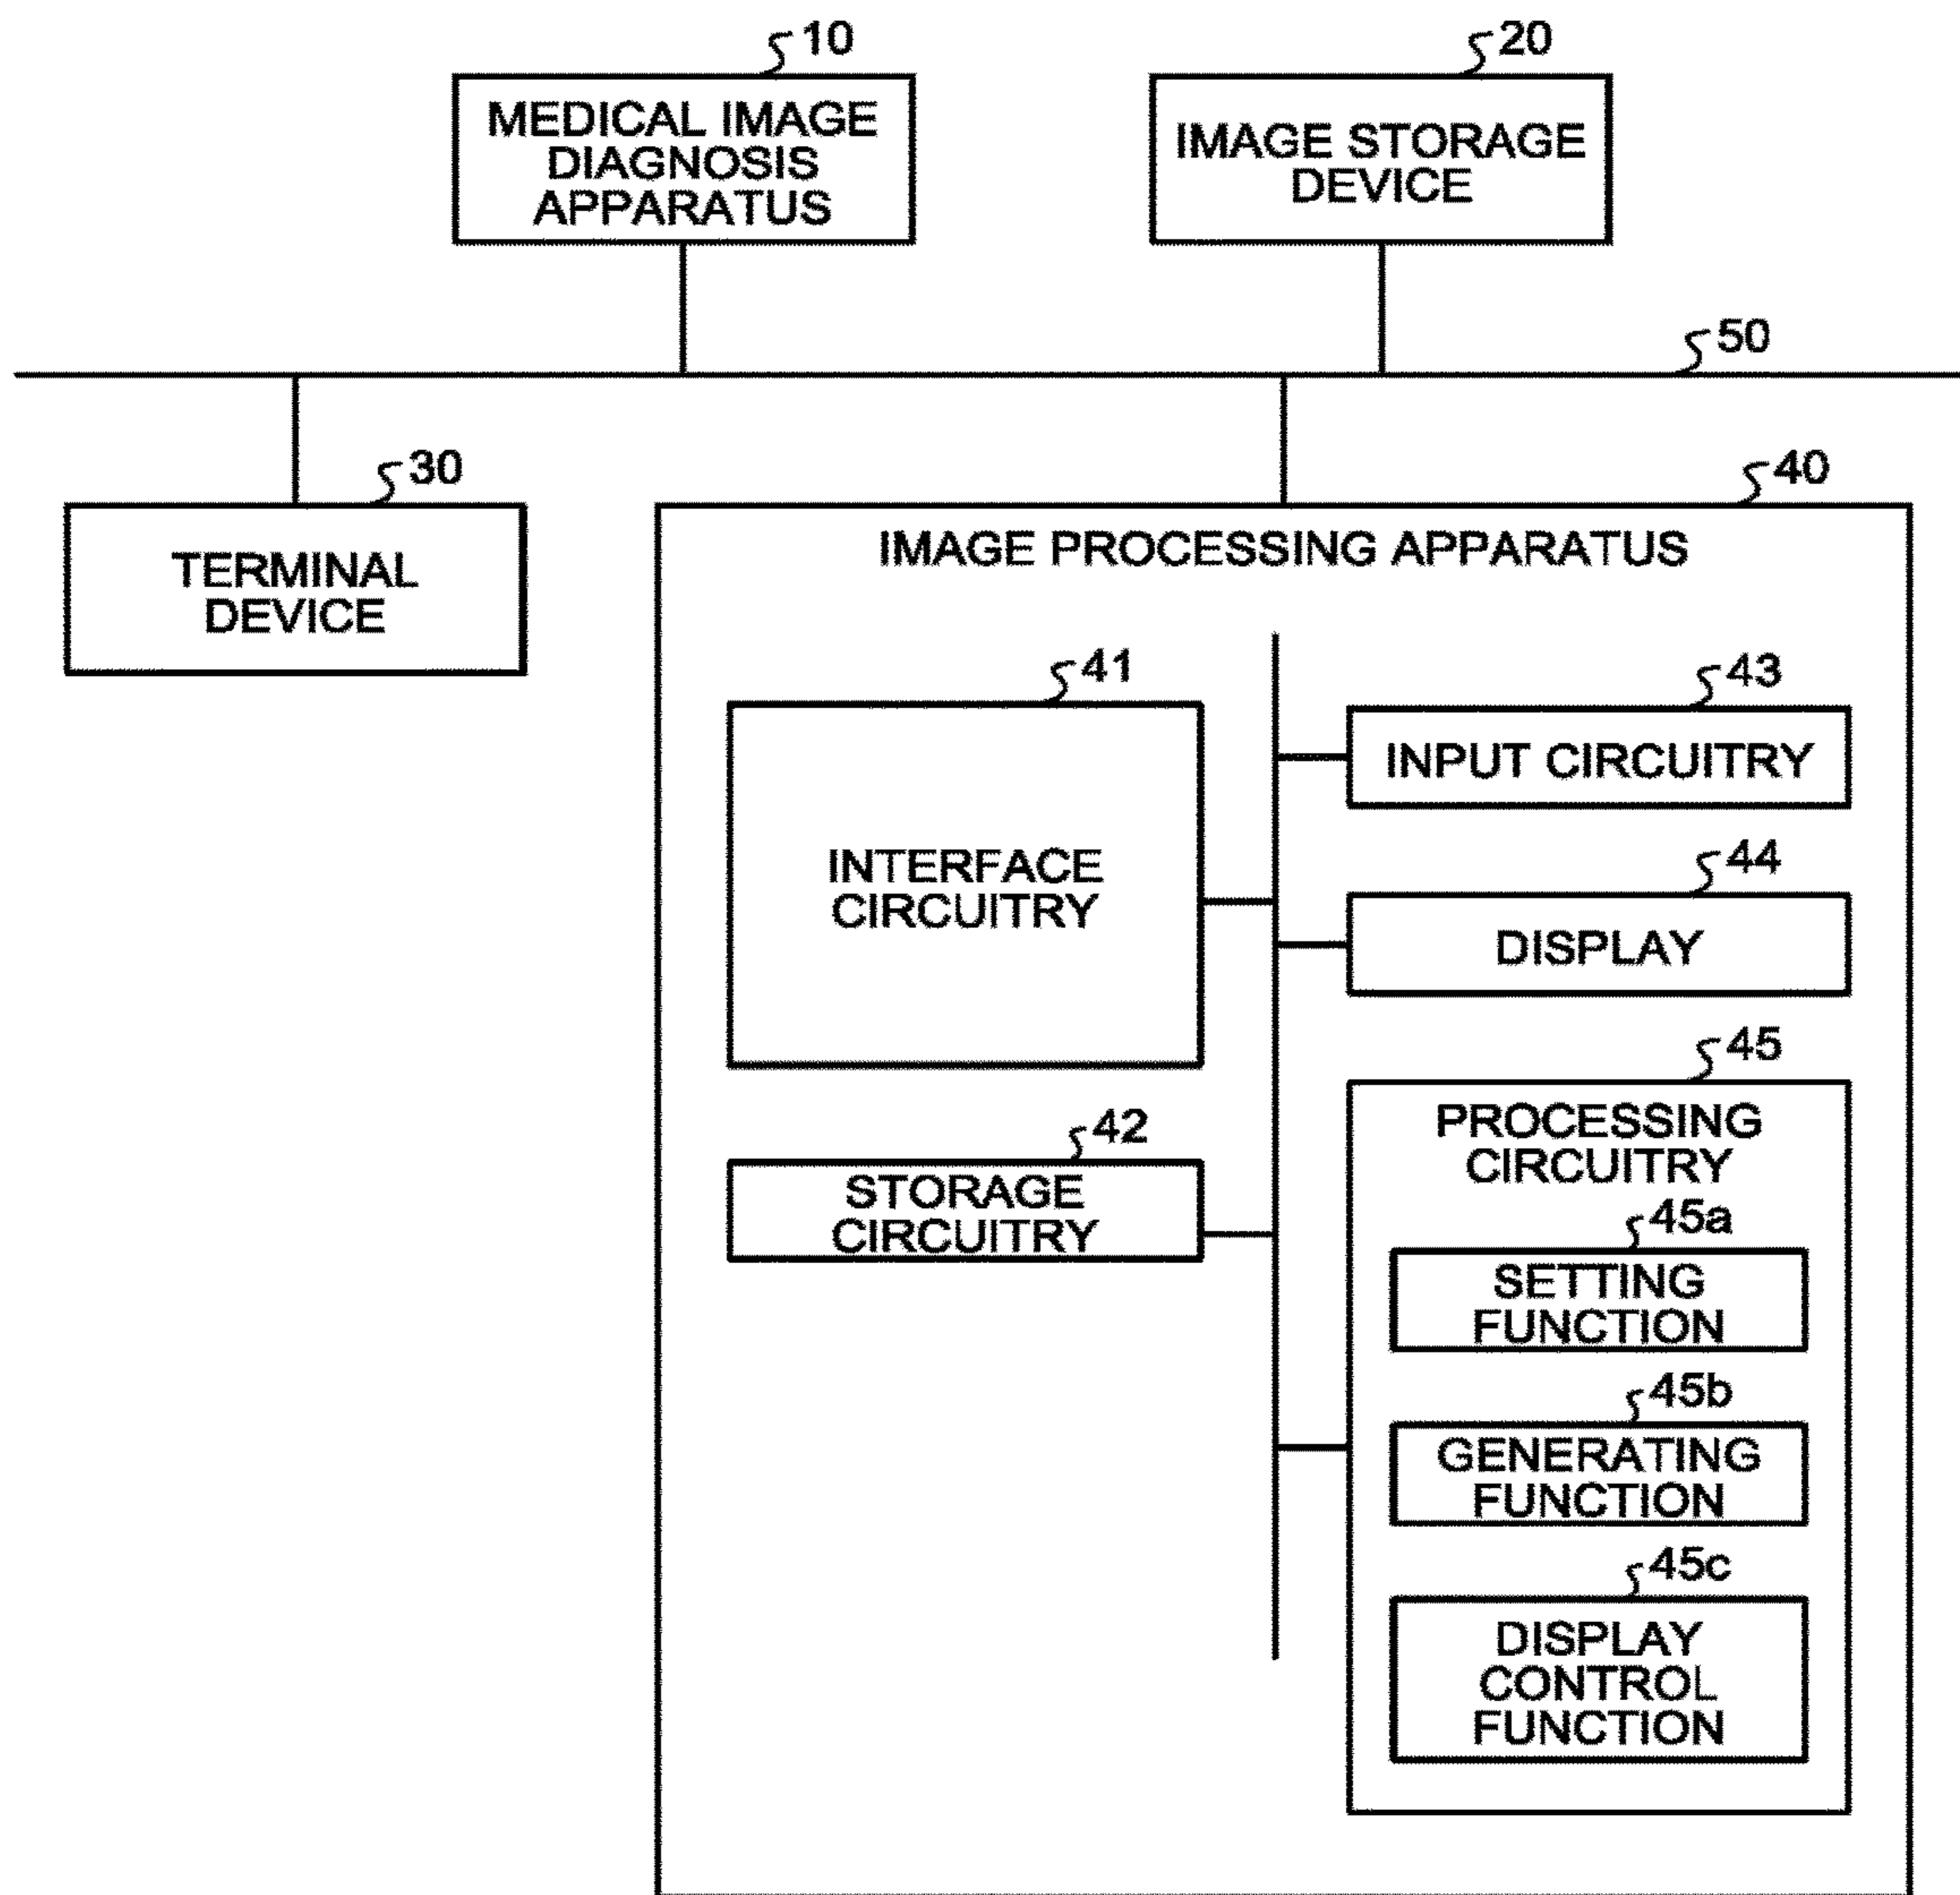 10
MEDICAL IMAGE
DIAGNOSIS
APPARATUS
20
IMAGE STORAGE
DEVICE
50
30
TERMINAL
DEVICE
40
IMAGE PROCESSING APPARATUS
41
INTERFACE
CIRCUITRY
42
STORAGE
CIRCUITRY
43
INPUT CIRCUITRY
44
DISPLAY
45
PROCESSING
CIRCUITRY
45a
SETTING
FUNCTION
45b
GENERATING
FUNCTION
45c
DISPLAY
CONTROL
FUNCTION